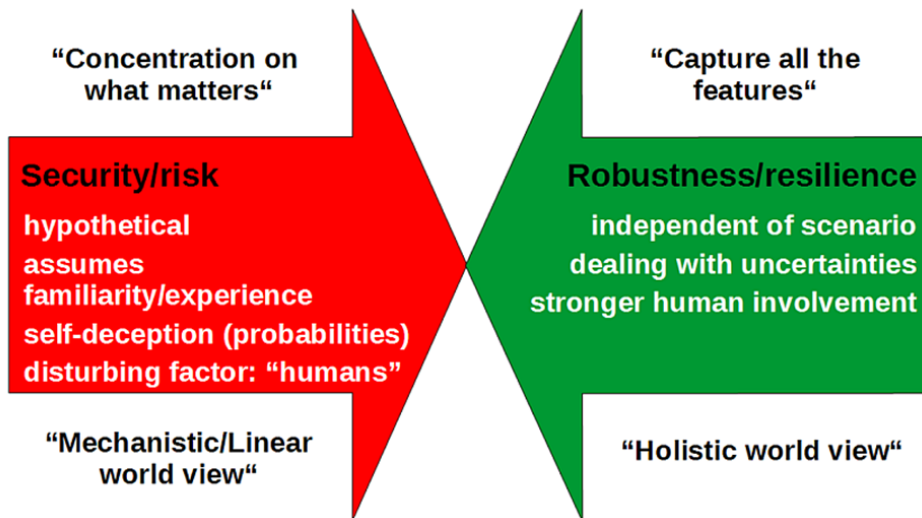 “Concentration on
what matters“
Security/risk
hypothetical
assumes
familiarity/experience
self-deception (probabilities)
disturbing factor: “humans”
“Mechanistic/Linear
world view“
“Capture all the
features“
Robustness/resilience
independent of scenario
dealing with uncertainties
stronger human involvement
“Holistic world view“